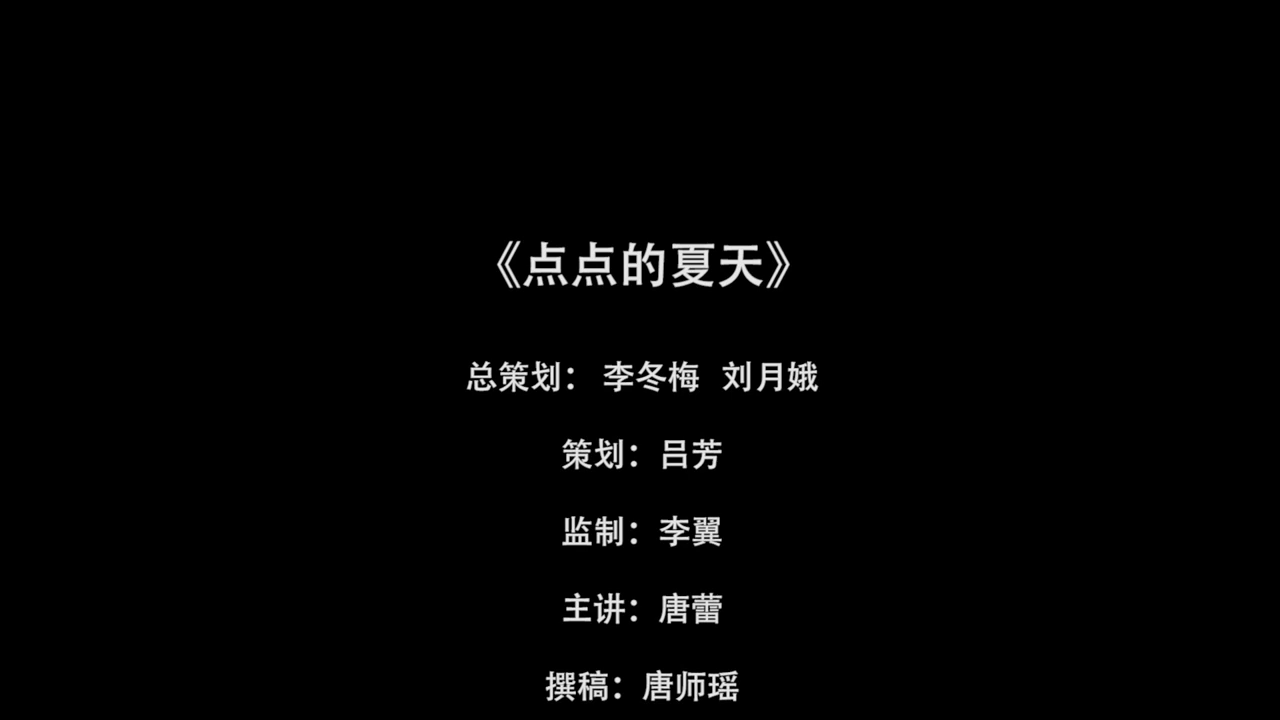 《点点的夏天》
总策划： 李冬梅 刘月娥
策划：吕芳
监制：李翼
主讲：唐蕾
撰稿：唐师瑶